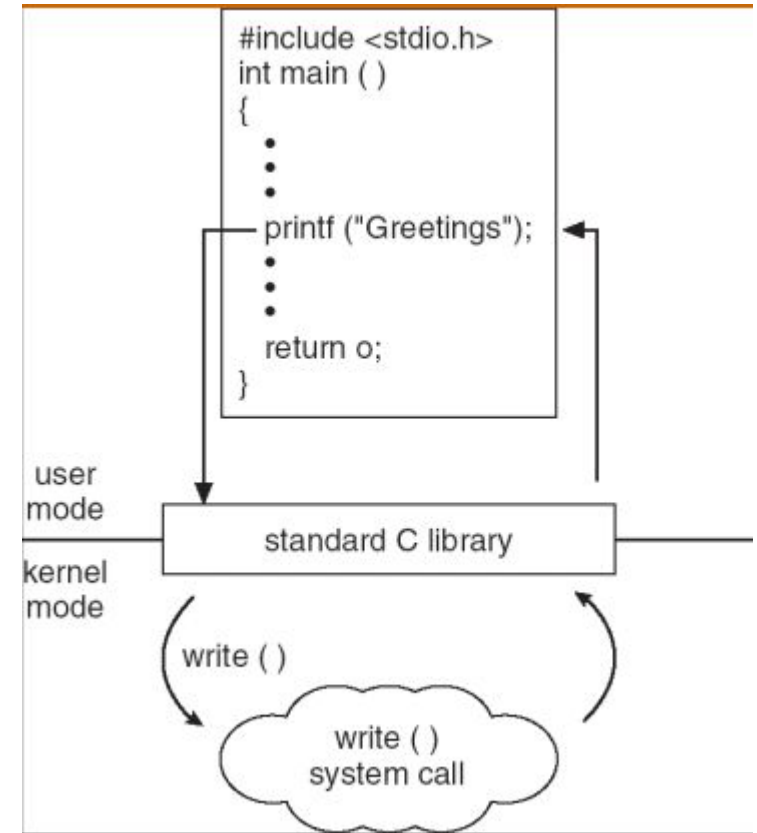 #include <stdio.h>
int main ( )
{
•
•
•
printf ("Greetings");
•
•
•
return o;
}
user
mode
standard C library
kernel
mode
write ( )
write ( )
system call